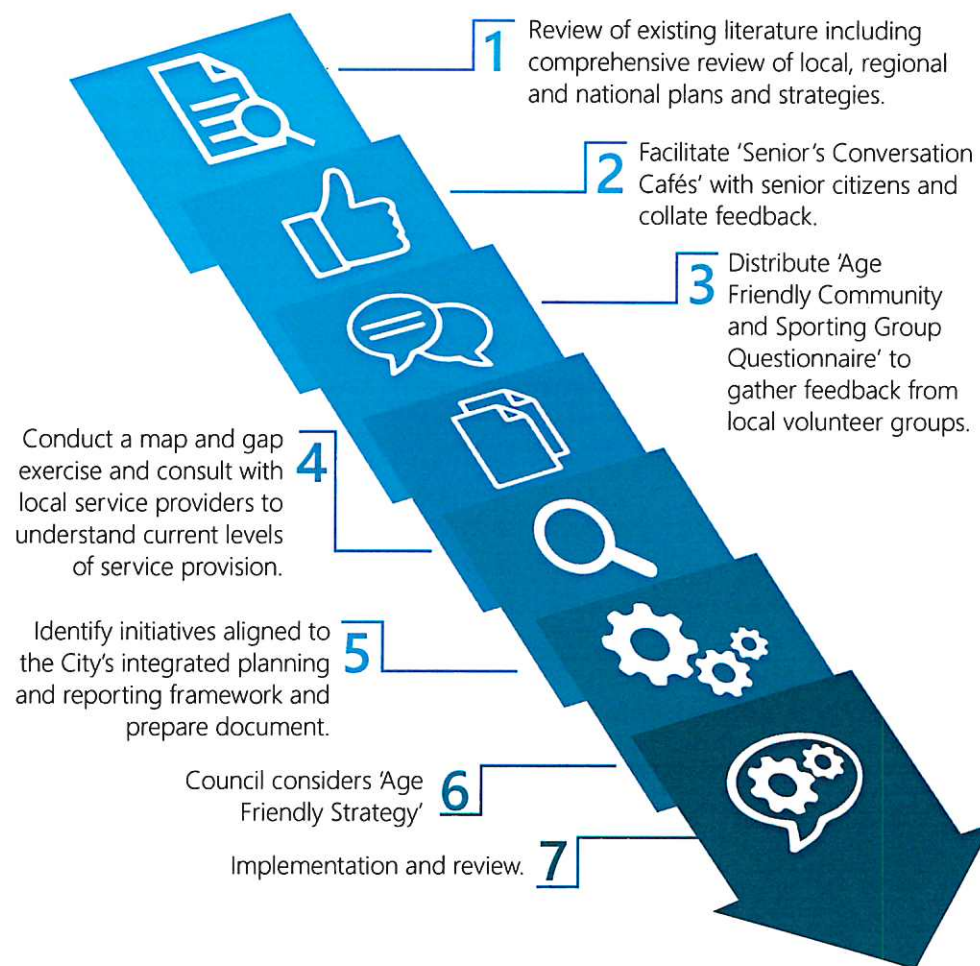 1
Review of existing literature including
comprehensive review of local, regional
and national plans and strategies.
2
Facilitate ‘Senior’s Conversation
Cafés’ with senior citizens and
collate feedback.
3
Distribute ‘Age
Friendly Community
and Sporting Group
Questionnaire’ to
gather feedback from
local volunteer groups.
4
Conduct a map and gap
exercise and consult with
local service providers to
understand current levels
of service provision.
5
Identify initiatives aligned to
the City’s integrated planning
and reporting framework and
prepare document.
6
Council considers ‘Age
Friendly Strategy’
7
Implementation and review.